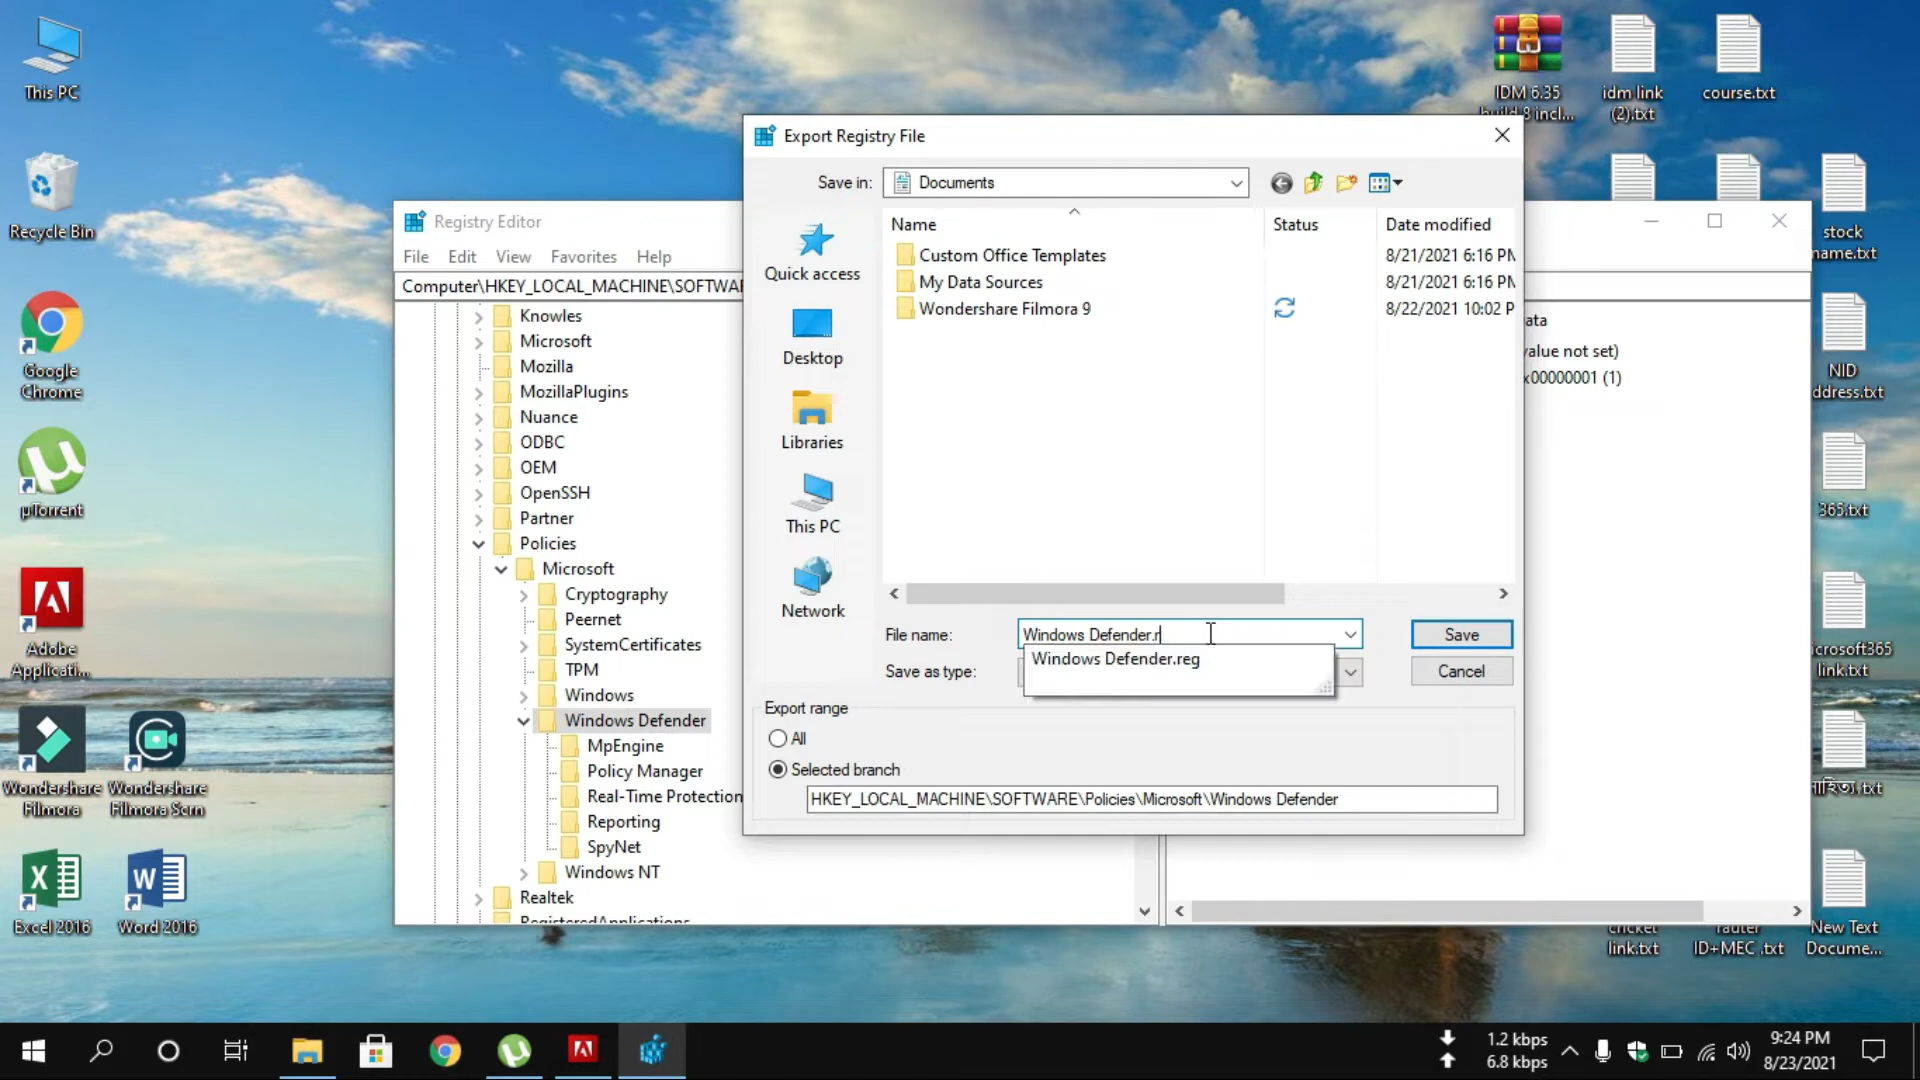 This PC
Recycle Bin
Google
Chrome
µTorrent
Adobe
Applicati...
Wondershare
Filmora
Wondershare
Filmora Scrn
Excel 2016
Word 2016
IDM 6.35
build 8 incl...
idm link
(2).txt
course.txt
stock
name.txt
NID
ddress.txt
365.txt
icrosoft365
link.txt
New Text
Docume...
link.txt
ID+MEC .txt
Registry Editor
File Edit View Favorites Help
Computer\HKEY_LOCAL_MACHINE\SOFTWAR
Knowles
Microsoft
Mozilla
MozillaPlugins
Nuance
ODBC
OEM
OpenSSH
Partner
Policies
Microsoft
Cryptography
Peernet
SystemCertificates
TPM
Windows
Windows Defender
MpEngine
Policy Manager
Real-Time Protection
Reporting
SpyNet
Windows NT
Realtek
RegisteredApplications
ata
value not set)
x00000001 (1)
Export Registry File
Save in: Documents
Quick access
Desktop
Libraries
This PC
Network
Name Status Date modified
Custom Office Templates 8/21/2021 6:16 PM
My Data Sources 8/21/2021 6:16 PM
Wondershare Filmora 9 8/22/2021 10:02 P
File name: Windows Defender.r Save
Windows Defender.reg
Save as type: Cancel
Export range
All
Selected branch
HKEY_LOCAL_MACHINE\SOFTWARE\Policies\Microsoft\Windows Defender
1.2 kbps
6.8 kbps
9:24 PM
8/23/2021